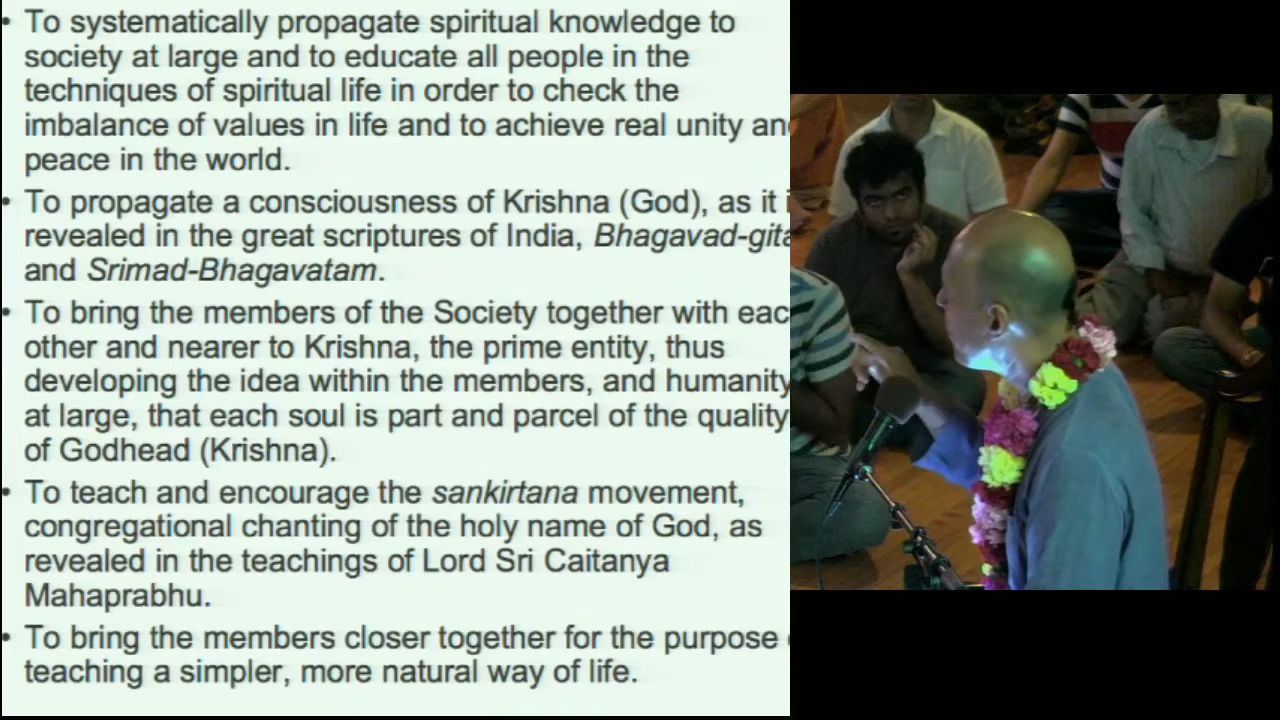 • To systematically propagate spiritual knowledge to
society at large and to educate all people in the
techniques of spiritual life in order to check the
imbalance of values in life and to achieve real unity an
peace in the world.
• To propagate a consciousness of Krishna (God), as it i
revealed in the great scriptures of India, Bhagavad-gita
and Srimad-Bhagavatam.
• To bring the members of the Society together with eac
other and nearer to Krishna, the prime entity, thus
developing the idea within the members, and humanity
at large, that each soul is part and parcel of the quality
of Godhead (Krishna).
• To teach and encourage the sankirtana movement,
congregational chanting of the holy name of God, as
revealed in the teachings of Lord Sri Caitanya
Mahaprabhu.
• To bring the members closer together for the purpose
teaching a simpler, more natural way of life.